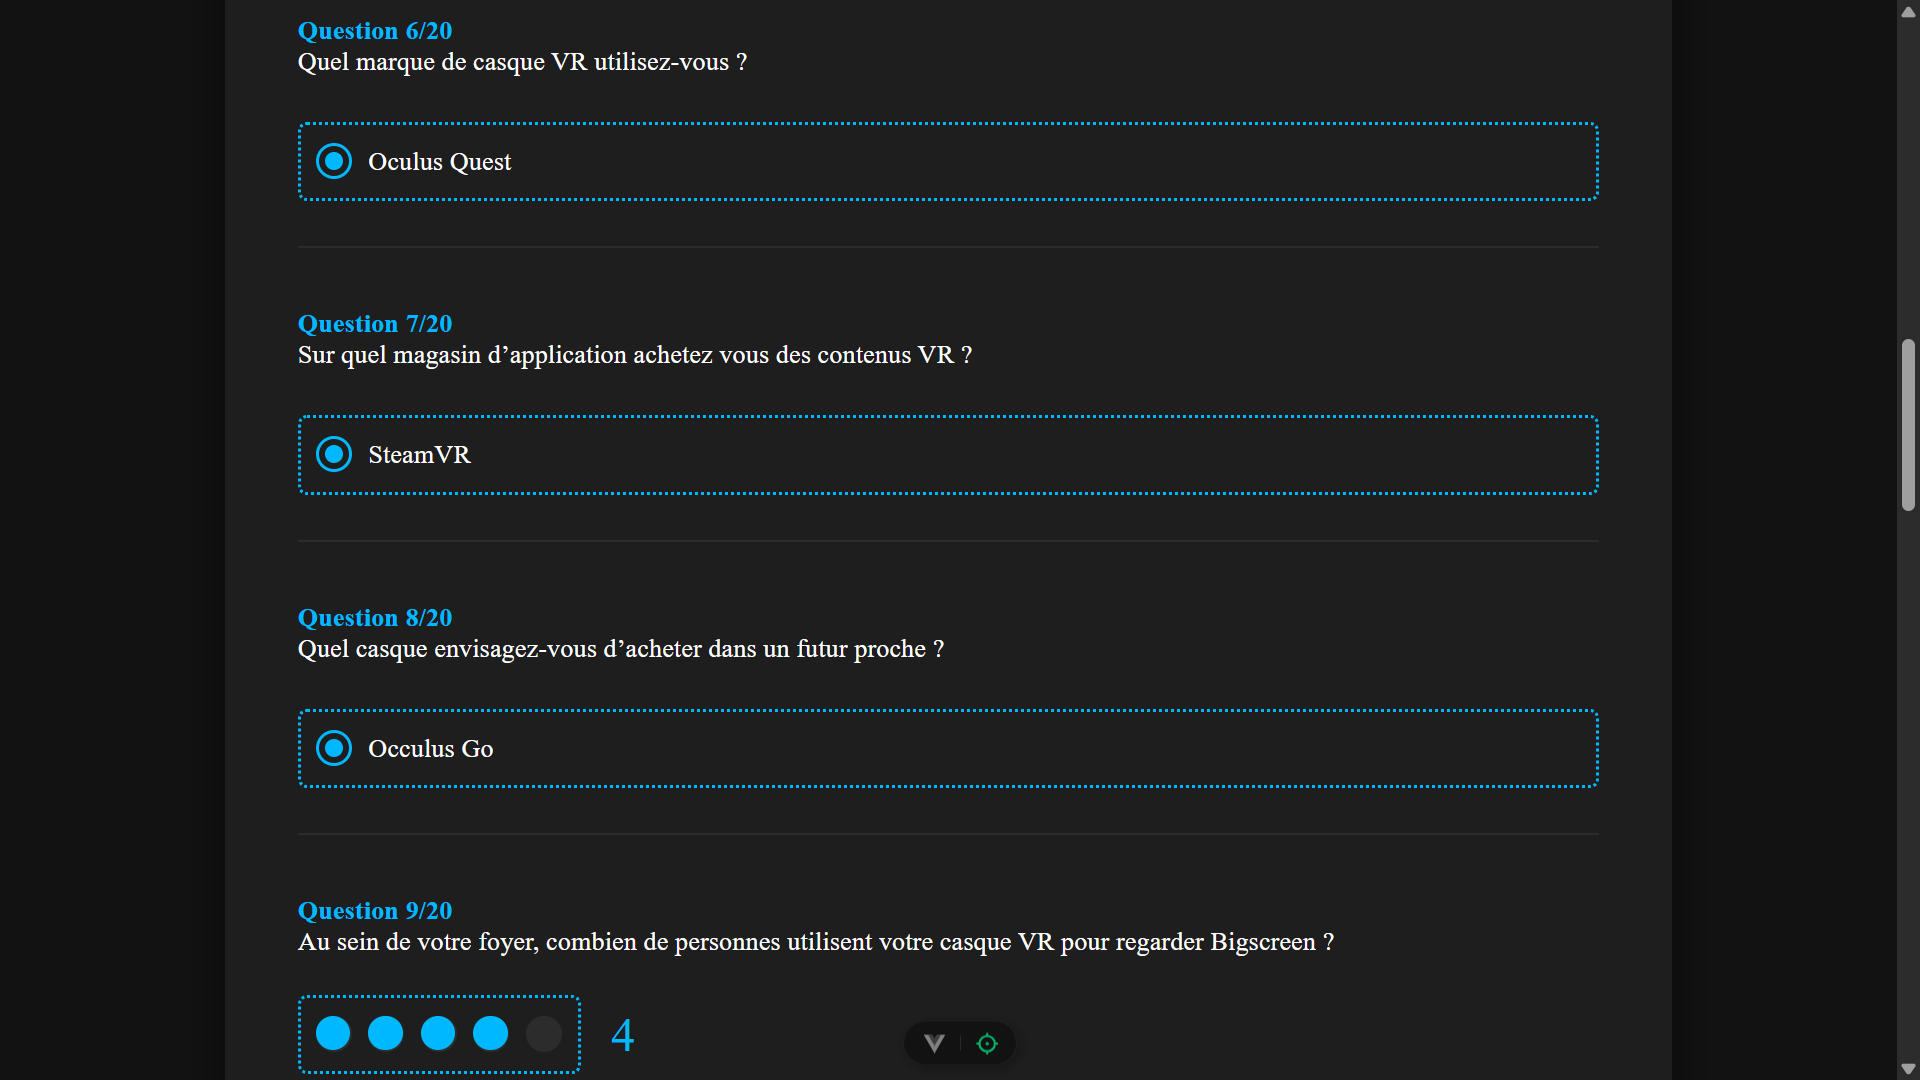 Question 6/20
Quel marque de casque VR utilisez-vous ?
Oculus Quest
Question 7/20
Sur quel magasin d’application achetez vous des contenus VR ?
SteamVR
Question 8/20
Quel casque envisagez-vous d’acheter dans un futur proche ?
Occulus Go
Question 9/20
Au sein de votre foyer, combien de personnes utilisent votre casque VR pour regarder Bigscreen ?
4